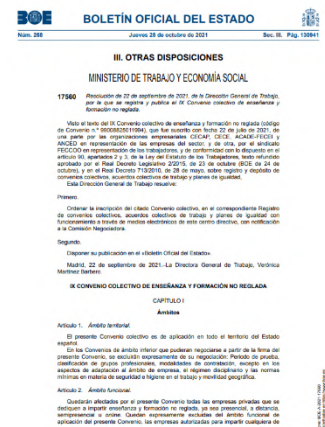 BOE
BOLETÍN OFICIAL DEL ESTADO
Núm. 258 Jueves 28 de octubre de 2021 Sec. III. Pág. 130941
III. OTRAS DISPOSICIONES
MINISTERIO DE TRABAJO Y ECONOMÍA SOCIAL
17560 Resolución de 22 de septiembre de 2021, de la Dirección General de Trabajo,
por la que se registra y publica el IX Convenio colectivo de enseñanza y
formación no reglada.
Visto el texto del IX Convenio colectivo de enseñanza y formación no reglada (código
de Convenio n.º 99008825011994), que fue suscrito con fecha 22 de julio de 2021, de
una parte por las organizaciones empresariales CECAP, CECE, ACADE-FECEI y
ANCED en representación de las empresas del sector, y de otra, por el sindicato
FECCOO en representación de los trabajadores, y de conformidad con lo dispuesto en el
artículo 90, apartados 2 y 3, de la Ley del Estatuto de los Trabajadores, texto refundido
aprobado por el Real Decreto Legislativo 2/2015, de 23 de octubre (BOE de 24 de
octubre), y en el Real Decreto 713/2010, de 28 de mayo, sobre registro y depósito de
convenios colectivos, acuerdos colectivos de trabajo y planes de igualdad,
Esta Dirección General de Trabajo resuelve:
Primero.
Ordenar la inscripción del citado Convenio colectivo, en el correspondiente Registro
de convenios colectivos, acuerdos colectivos de trabajo y planes de igualdad con
funcionamiento a través de medios electrónicos de este centro directivo, con notificación
a la Comisión Negociadora.
Segundo.
Disponer su publicación en el «Boletín Oficial del Estado».
Madrid, 22 de septiembre de 2021.–La Directora General de Trabajo, Verónica
Martínez Barbero.
IX CONVENIO COLECTIVO DE ENSEÑANZA Y FORMACIÓN NO REGLADA
CAPÍTULO I
Ámbitos
Artículo 1. Ámbito territorial.
El presente Convenio colectivo es de aplicación en todo el territorio del Estado
español.
En los Convenios de ámbito inferior que pudieran negociarse a partir de la firma del
presente Convenio, se excluirán expresamente de su negociación: Periodo de prueba,
clasificación de grupos profesionales, modalidades de contratación, excepto en los
aspectos de adaptación al ámbito de empresa, el régimen disciplinario y las normas
mínimas en materia de seguridad e higiene en el trabajo y movilidad geográfica.
Artículo 2. Ámbito funcional.
Quedarán afectados por el presente Convenio todas las empresas privadas que se
dediquen a impartir enseñanza y formación no reglada, ya sea presencial, a distancia,
semipresencial u online. Quedan expresamente excluidas del ámbito funcional de
aplicación del presente Convenio, las empresas autorizadas para impartir cualquiera de